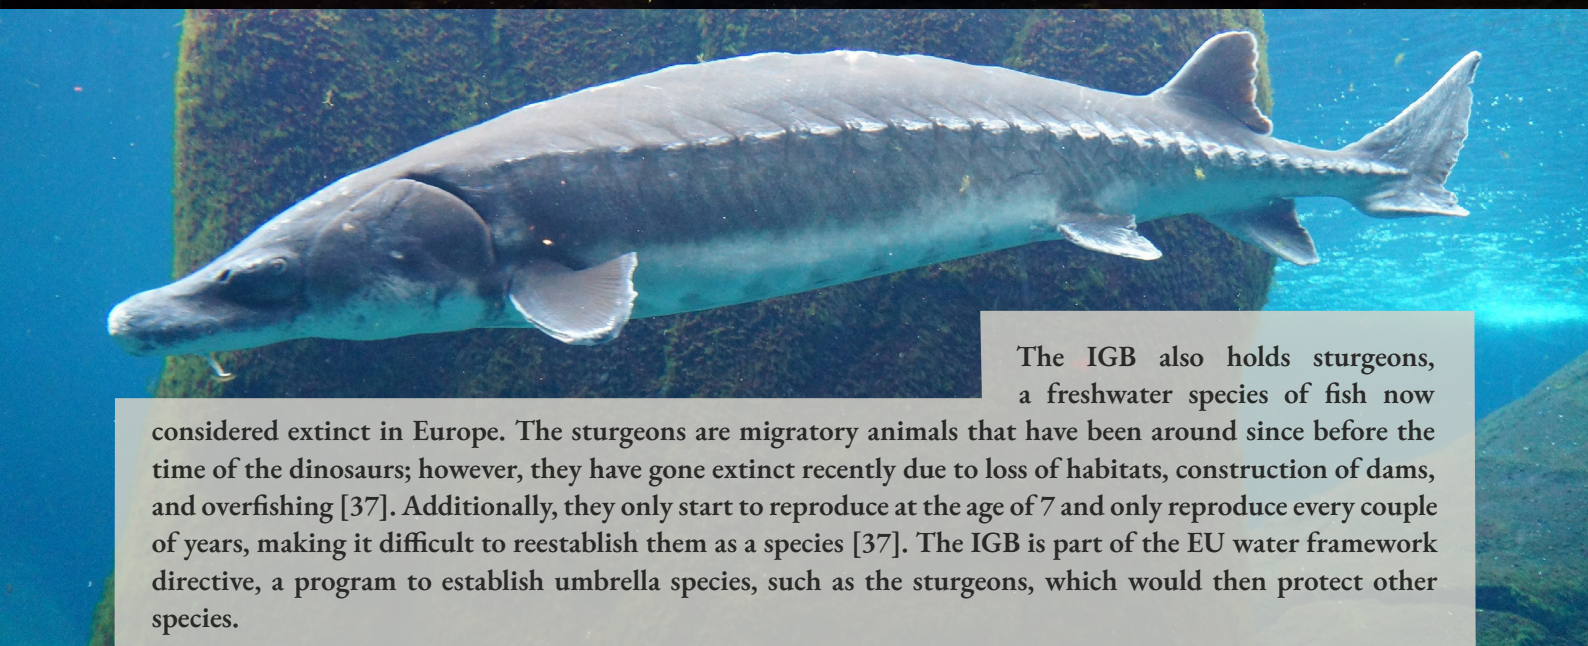 The IGB also holds sturgeons,
a freshwater species of fish now
considered extinct in Europe. The sturgeons are migratory animals that have been around since before the
time of the dinosaurs; however, they have gone extinct recently due to loss of habitats, construction of dams,
and overfishing [37]. Additionally, they only start to reproduce at the age of 7 and only reproduce every couple
of years, making it difficult to reestablish them as a species [37]. The IGB is part of the EU water framework
directive, a program to establish umbrella species, such as the sturgeons, which would then protect other
species.